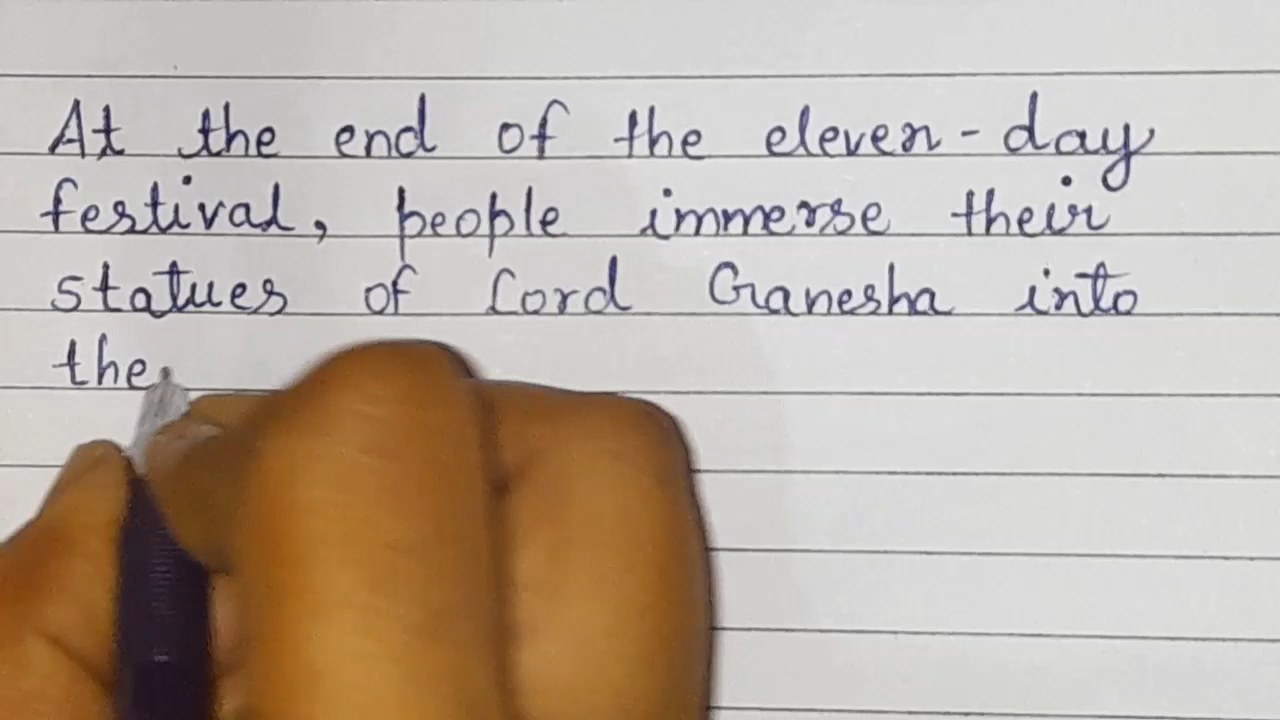 At the end of the eleven-day
festival, people immerse their
statues of Lord Ganesha into
the